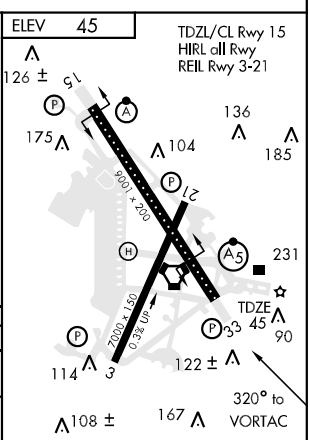 ELEV 45
TDZL/CL Rwy 15
HIRL all Rwy
REIL Rwy 3-21
126 ±
15
P
A
136
175
104
185
9001 x 200
P
21
H
A5
231
7000 x 150
0.3% UP
TDZE
45
P
33
90
P
114
3
122 ±
320° to
VORTAC
108 ±
167